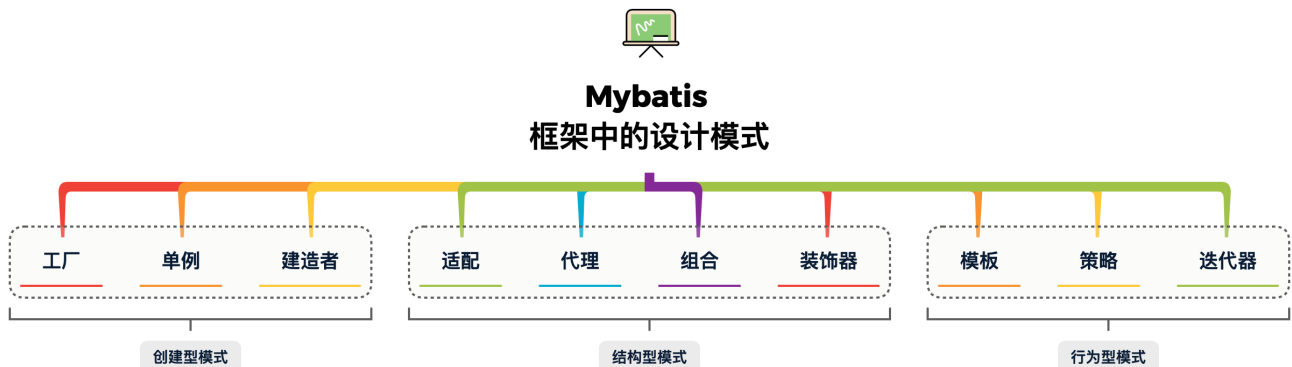 Mybatis
框架中的设计模式
工厂 单例 建造者 适配 代理 组合 装饰器 模板 策略 迭代器
创建型模式 结构型模式 行为型模式